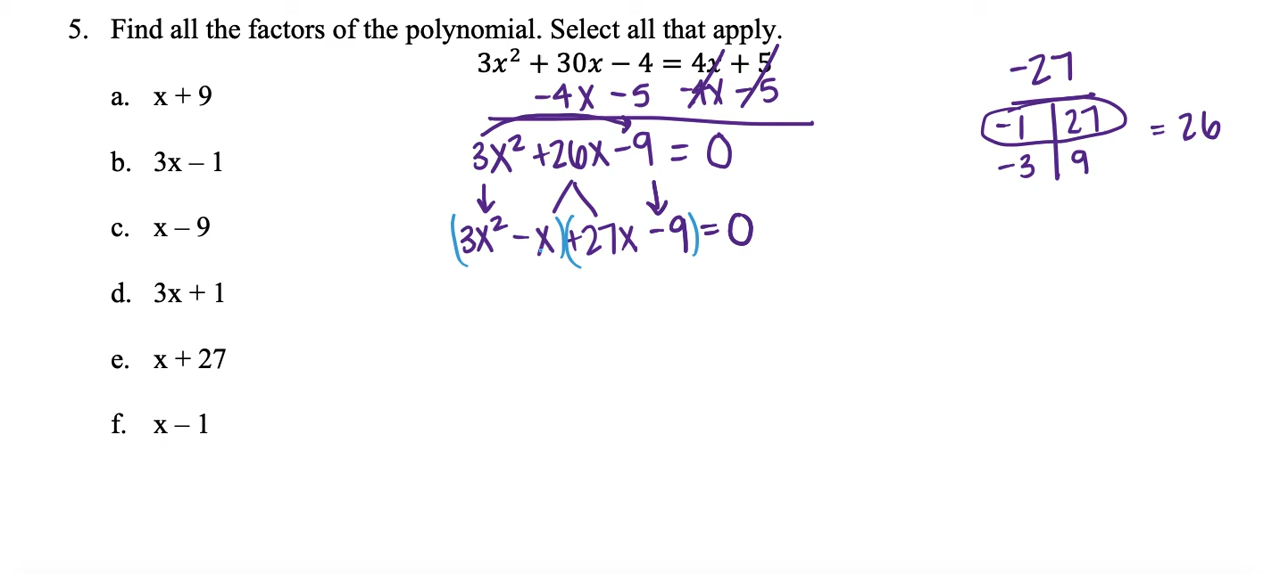 5. Find all the factors of the polynomial. Select all that apply.
3x² + 30x − 4 = 4x + 5
-4x -5 -4x -5
a. x + 9
3x² +26x -9 = 0
b. 3x – 1
(3x² - x)(+27x -9) = 0
c. x – 9
d. 3x + 1
e. x + 27
f. x – 1
-27
-1 | 27 = 26
-3 | 9